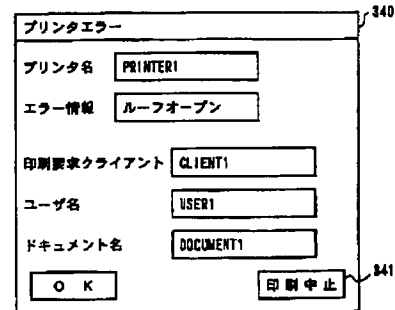 プリンタエラー 340
プリンタ名 PRINTER1
エラー情報 ルーフオープン
印刷要求クライアント CLIENT1
ユーザ名 USER1
ドキュメント名 DOCUMENT1
O K 印刷中止 341